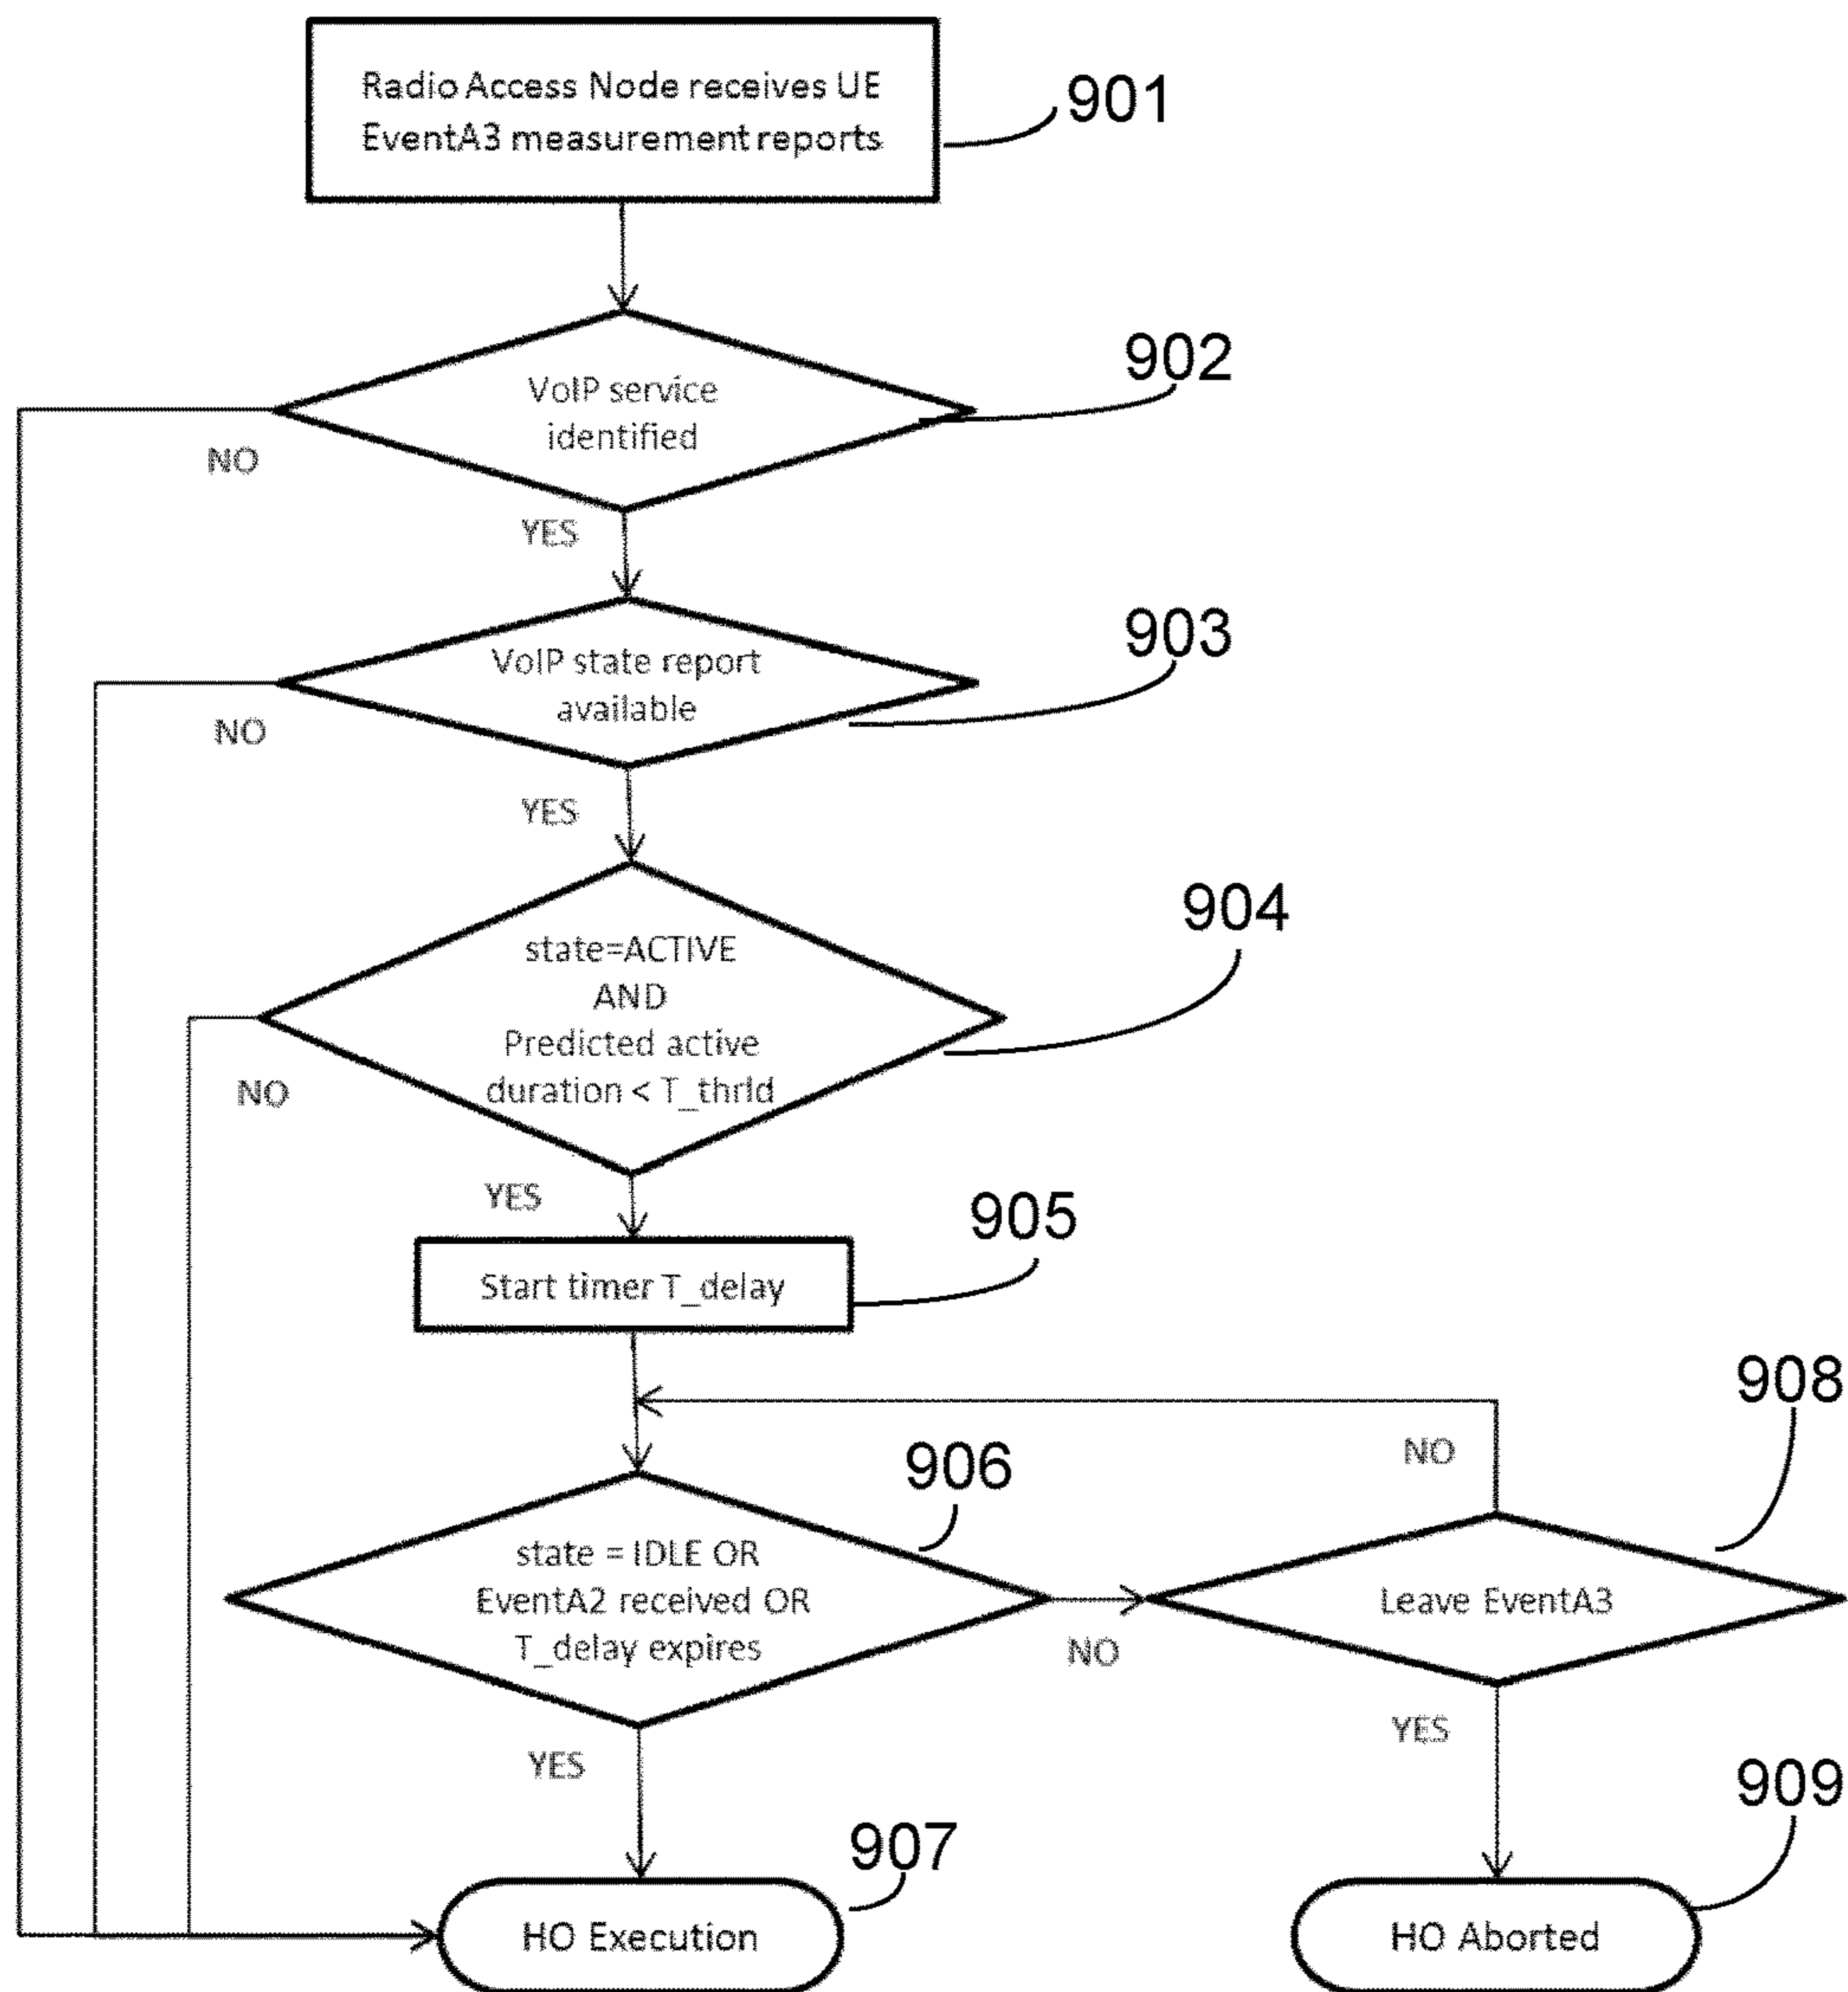 Radio Access Node receives UE
EventA3 measurement reports
901
VoIP service
identified
902
NO
YES
VoIP state report
available
903
NO
YES
state=ACTIVE
AND
Predicted active
duration < T_thrld
904
NO
YES
Start timer T_delay
905
908
NO
906
state = IDLE OR
EventA2 received OR
T_delay expires
Leave EventA3
NO
YES
YES
907
909
HO Execution
HO Aborted